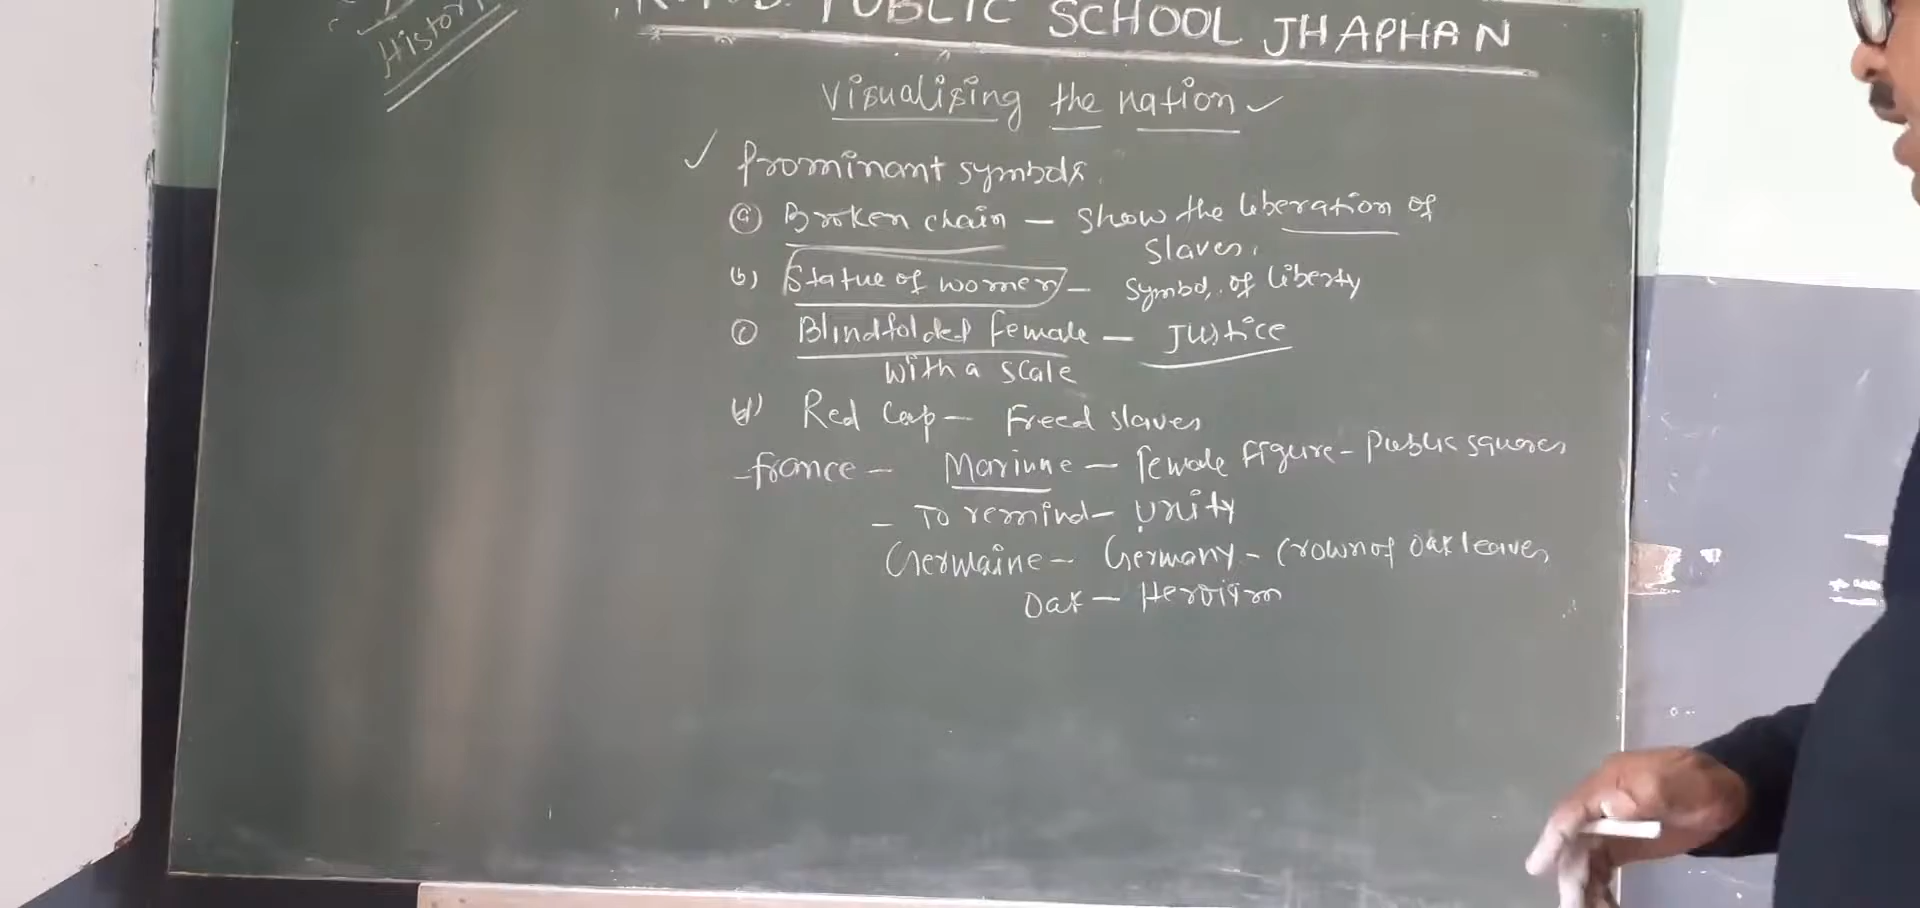 History
PUBLIC SCHOOL JHAPHAN
Visualising the nation
Prominant symbols
(a) Broken chain - Show the liberation of
Slaves.
(b) Statue of women - Symbol of liberty
(c) Blindfolded female - Justice
with a scale
(d) Red Cap - Freed slaves
-france - Mariune - female figure - Public squares
- To remind - Unity
Germaine - Germany - Crown of oak leaves
Oak - Heroism